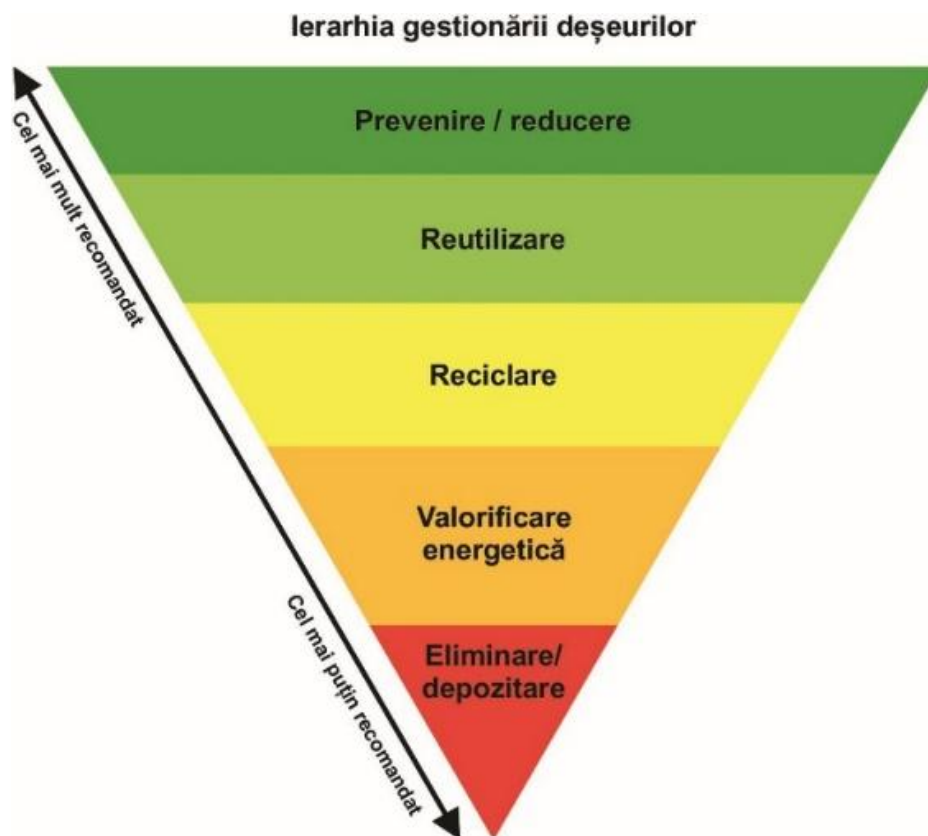 Ierarhia gestionării deșeurilor
Cel mai mult recomandat
Prevenire / reducere
Reutilizare
Reciclare
Valorificare
energetică
Cel mai puțin recomandat
Eliminare/
depozitare